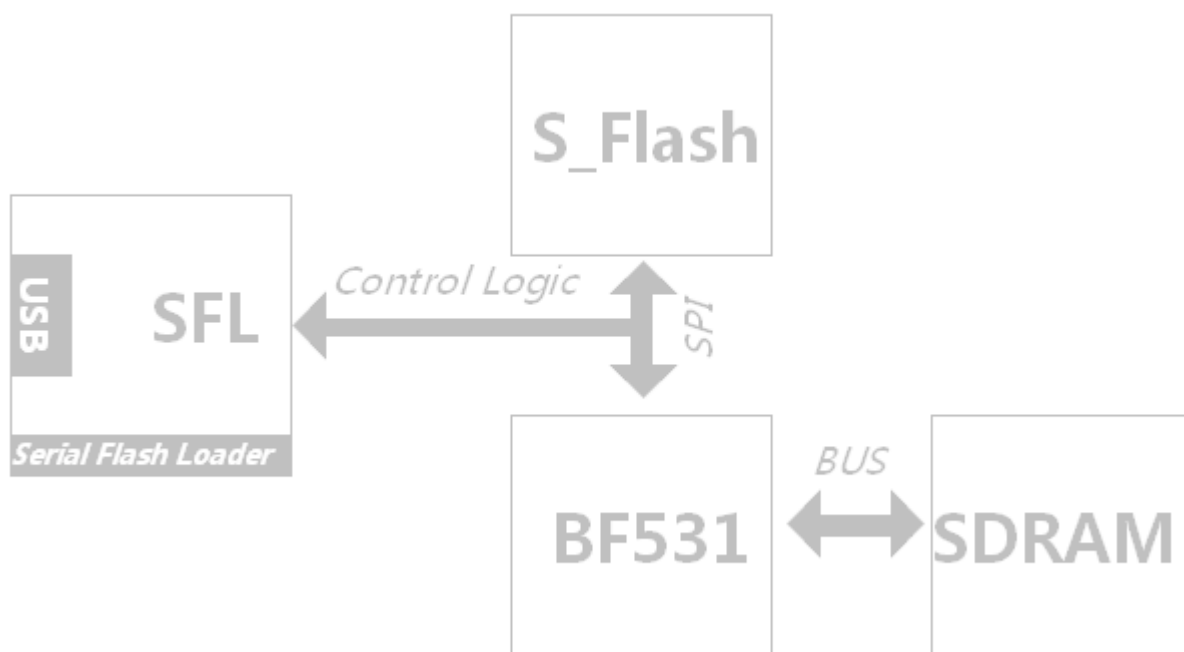 S_Flash
Control Logic
USB
SFL
SPI
Serial Flash Loader
BUS
BF531
SDRAM